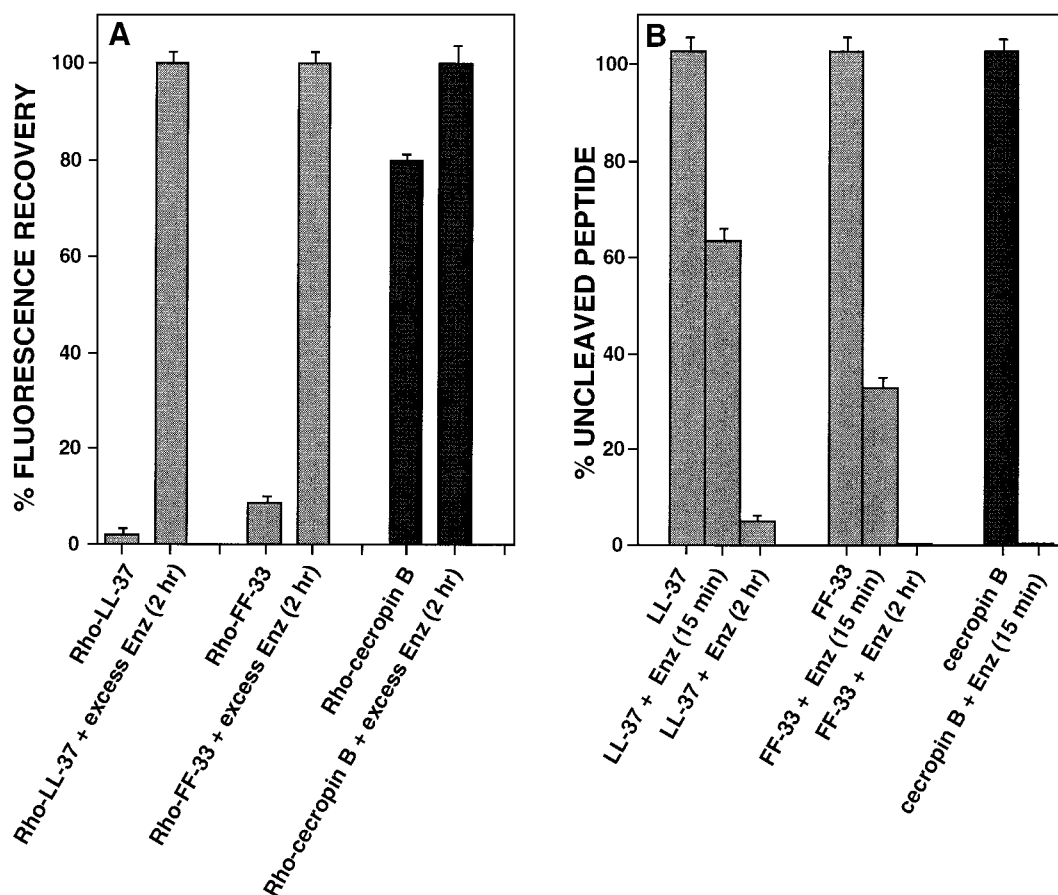 A
% FLUORESCENCE RECOVERY
100
80
60
40
20
0
Rho-LL-37
Rho-LL-37 + excess Enz (2 hr)
Rho-FF-33
Rho-FF-33 + excess Enz (2 hr)
Rho-cecropin B
Rho-cecropin B + excess Enz (2 hr)
B
% UNCLEAVED PEPTIDE
100
80
60
40
20
0
LL-37
LL-37 + Enz (15 min)
LL-37 + Enz (2 hr)
FF-33
FF-33 + Enz (15 min)
FF-33 + Enz (2 hr)
cecropin B
cecropin B + Enz (15 min)